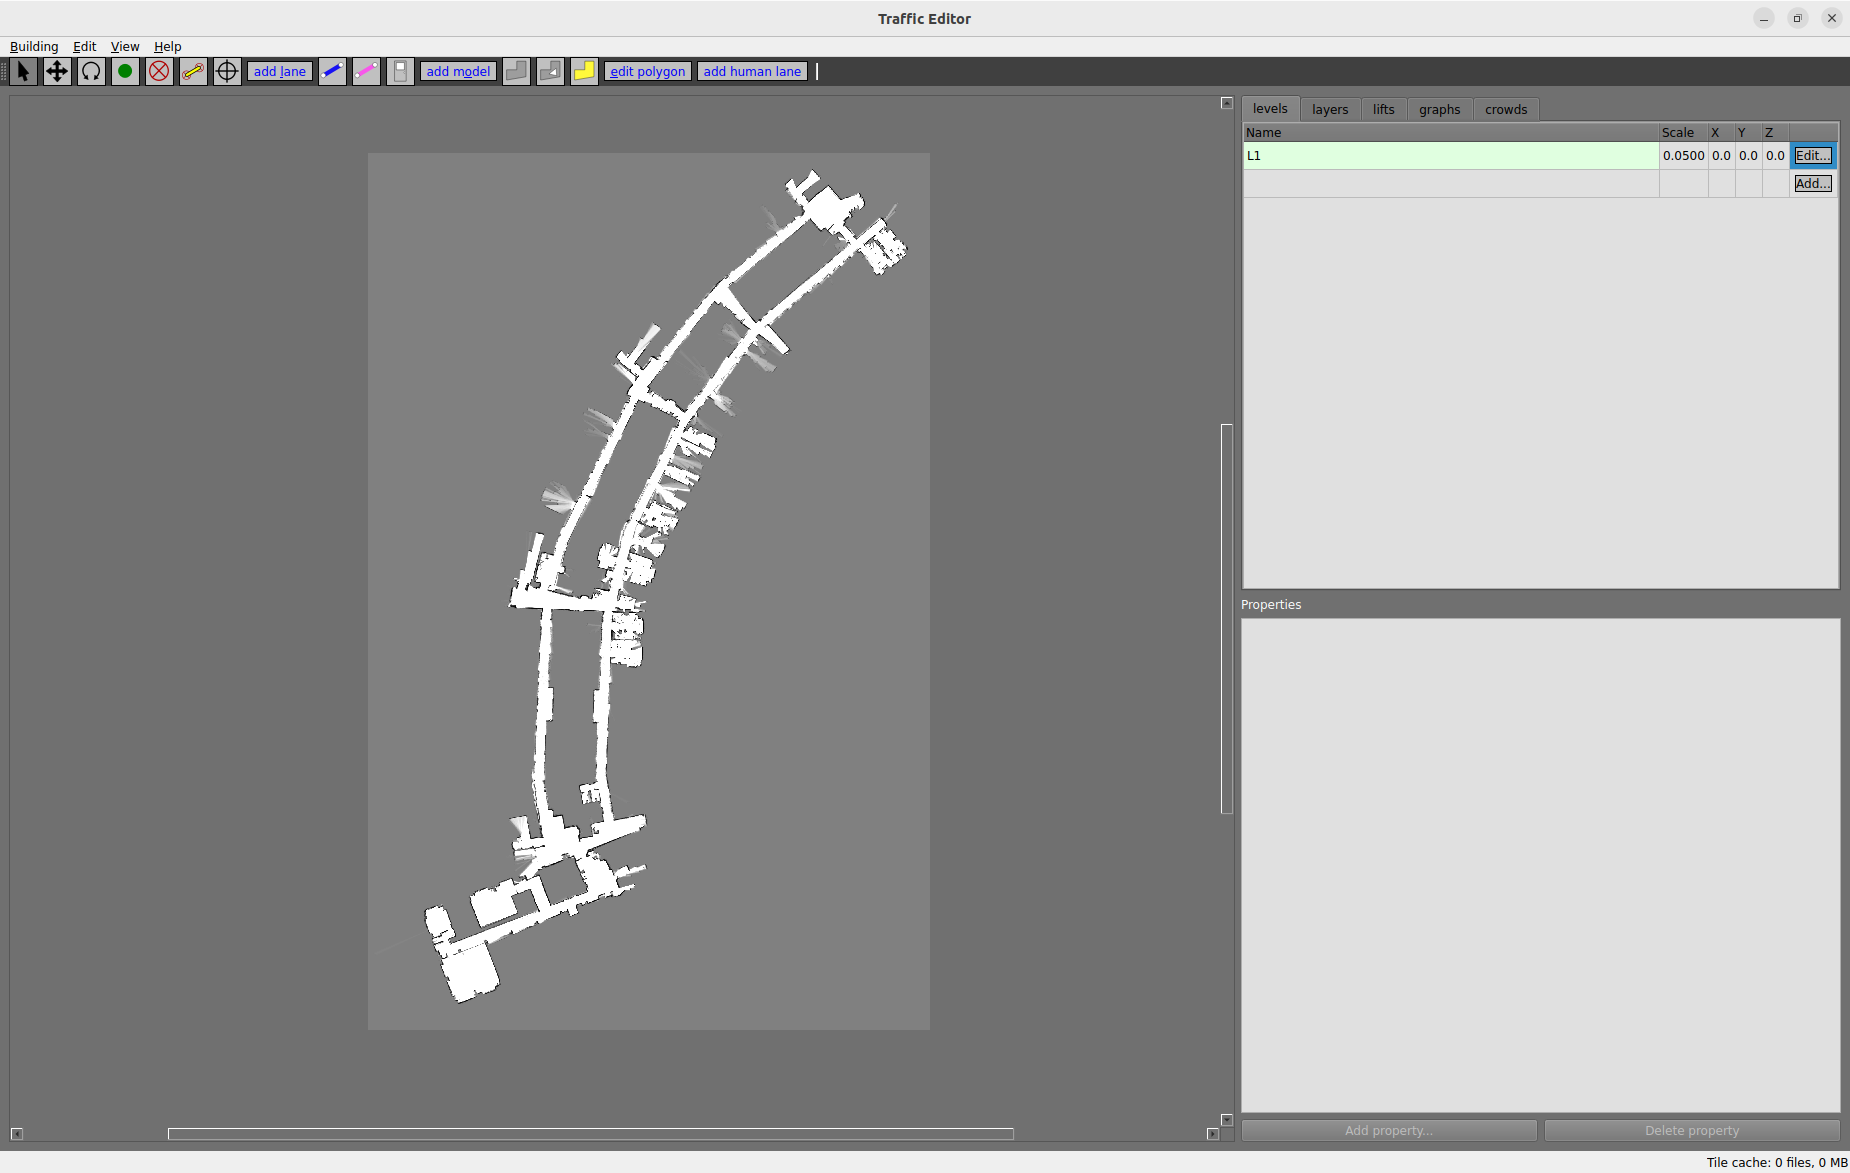 Traffic Editor
Building Edit View Help
add lane add model edit polygon add human lane
levels layers lifts graphs crowds
Name Scale X Y Z
L1 0.0500 0.0 0.0 0.0 Edit...
Add...
Properties
Add property... Delete property
Tile cache: 0 files, 0 MB